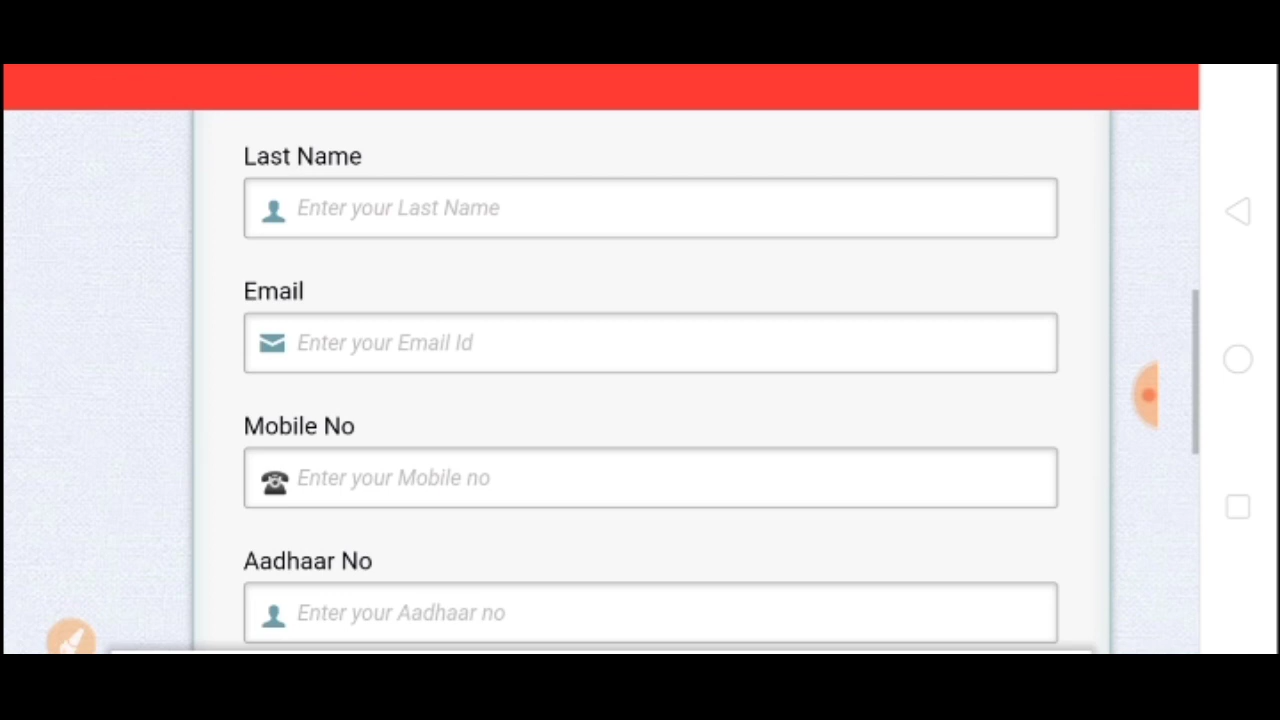 Last Name
Enter your Last Name
Email
Enter your Email Id
Mobile No
Enter your Mobile no
Aadhaar No
Enter your Aadhaar no